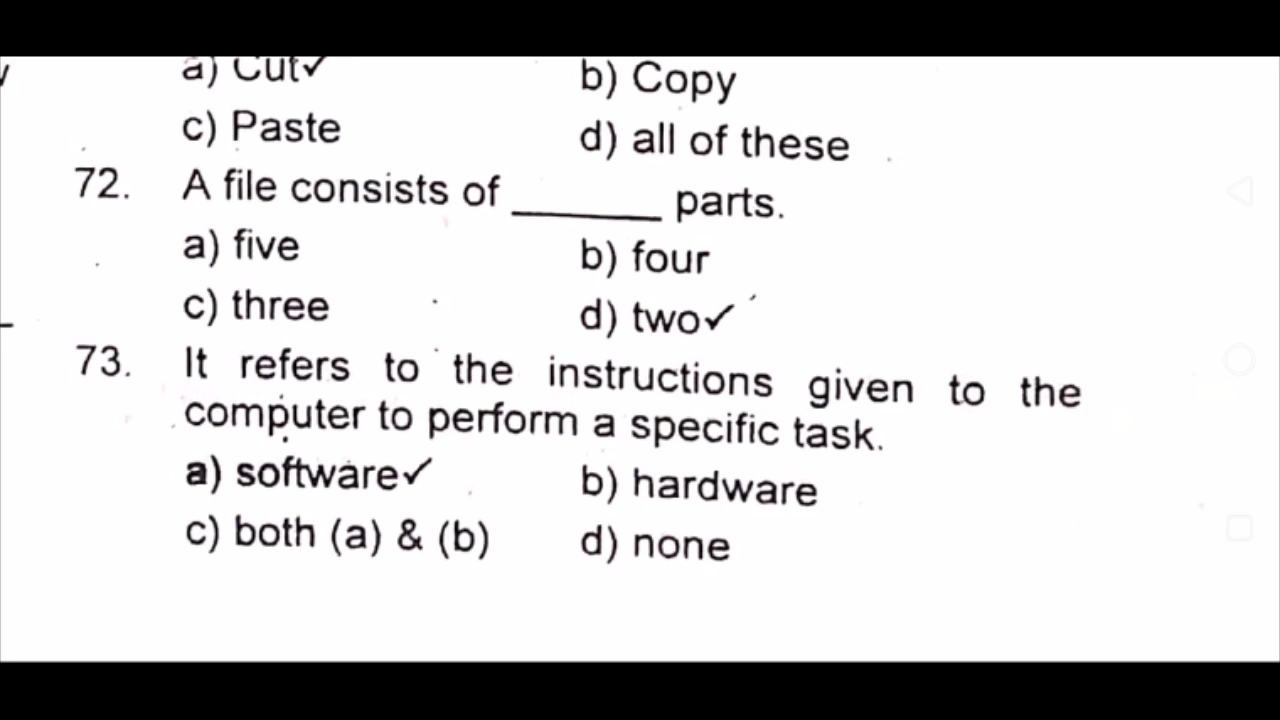 a) Cut✓ b) Copy
c) Paste d) all of these
72. A file consists of ______ parts.
a) five b) four
c) three d) two✓
73. It refers to the instructions given to the
computer to perform a specific task.
a) software✓ b) hardware
c) both (a) & (b) d) none